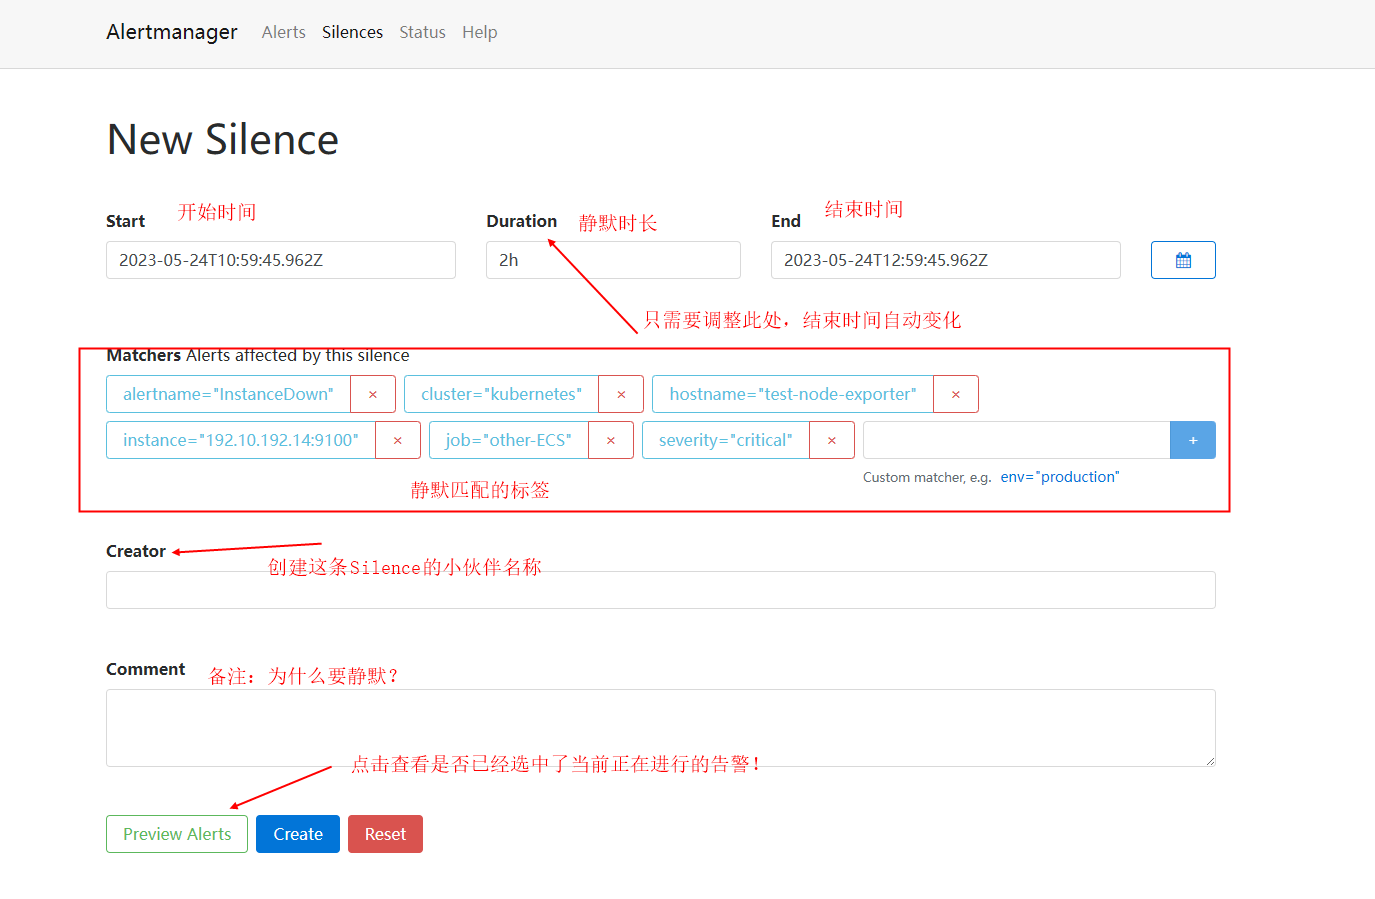 Alertmanager Alerts Silences Status Help
New Silence
Start 开始时间 Duration 静默时长 End 结束时间
2023-05-24T10:59:45.962Z 2h 2023-05-24T12:59:45.962Z
只需要调整此处，结束时间自动变化
Matchers Alerts affected by this silence
alertname="InstanceDown" × cluster="kubernetes" × hostname="test-node-exporter" ×
instance="192.10.192.14:9100" × job="other-ECS" × severity="critical" × +
Custom matcher, e.g. env="production"
静默匹配的标签
Creator
创建这条Silence的小伙伴名称
Comment 备注：为什么要静默？
点击查看是否已经选中了当前正在进行的告警！
Preview Alerts Create Reset